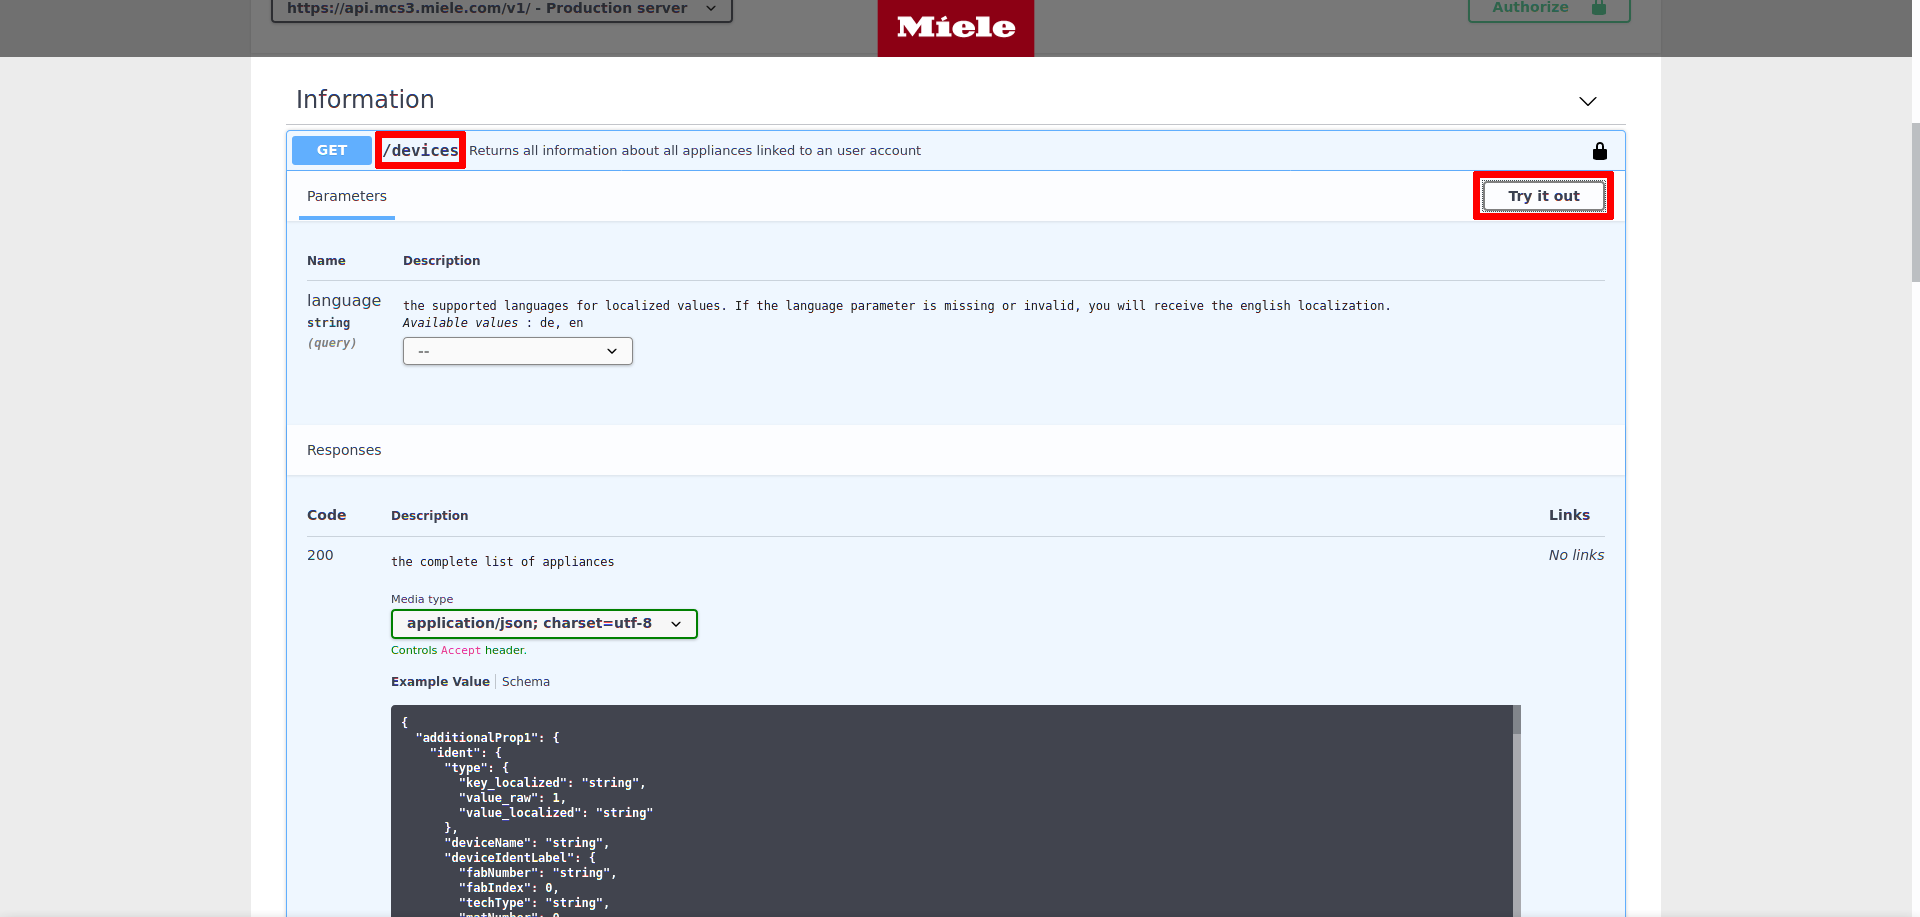 https://api.mcs3.miele.com/v1/ - Production server
Authorize
Miele
Information
GET /devices Returns all information about all appliances linked to an user account
Parameters
Try it out
Name Description
language
string
(query)
the supported languages for localized values. If the language parameter is missing or invalid, you will receive the english localization.
Available values : de, en
--
Responses
Code Description Links
200 the complete list of appliances No links
Media type
application/json; charset=utf-8
Controls Accept header.
Example Value Schema
{
"additionalProp1": {
"ident": {
"type": {
"key_localized": "string",
"value_raw": 1,
"value_localized": "string"
},
"deviceName": "string",
"deviceIdentLabel": {
"fabNumber": "string",
"fabIndex": 0,
"techType": "string",
"matNumber": 0